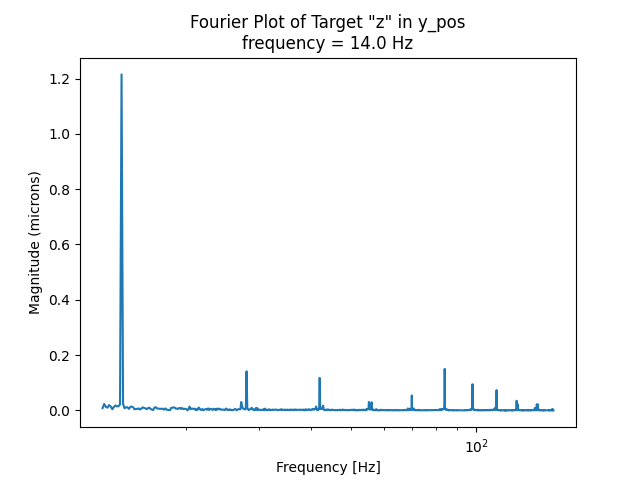 Fourier Plot of Target "z" in y_pos
frequency = 14.0 Hz
1.2
1.0
0.8
0.6
0.4
0.2
0.0
Magnitude (microns)
10²
Frequency [Hz]